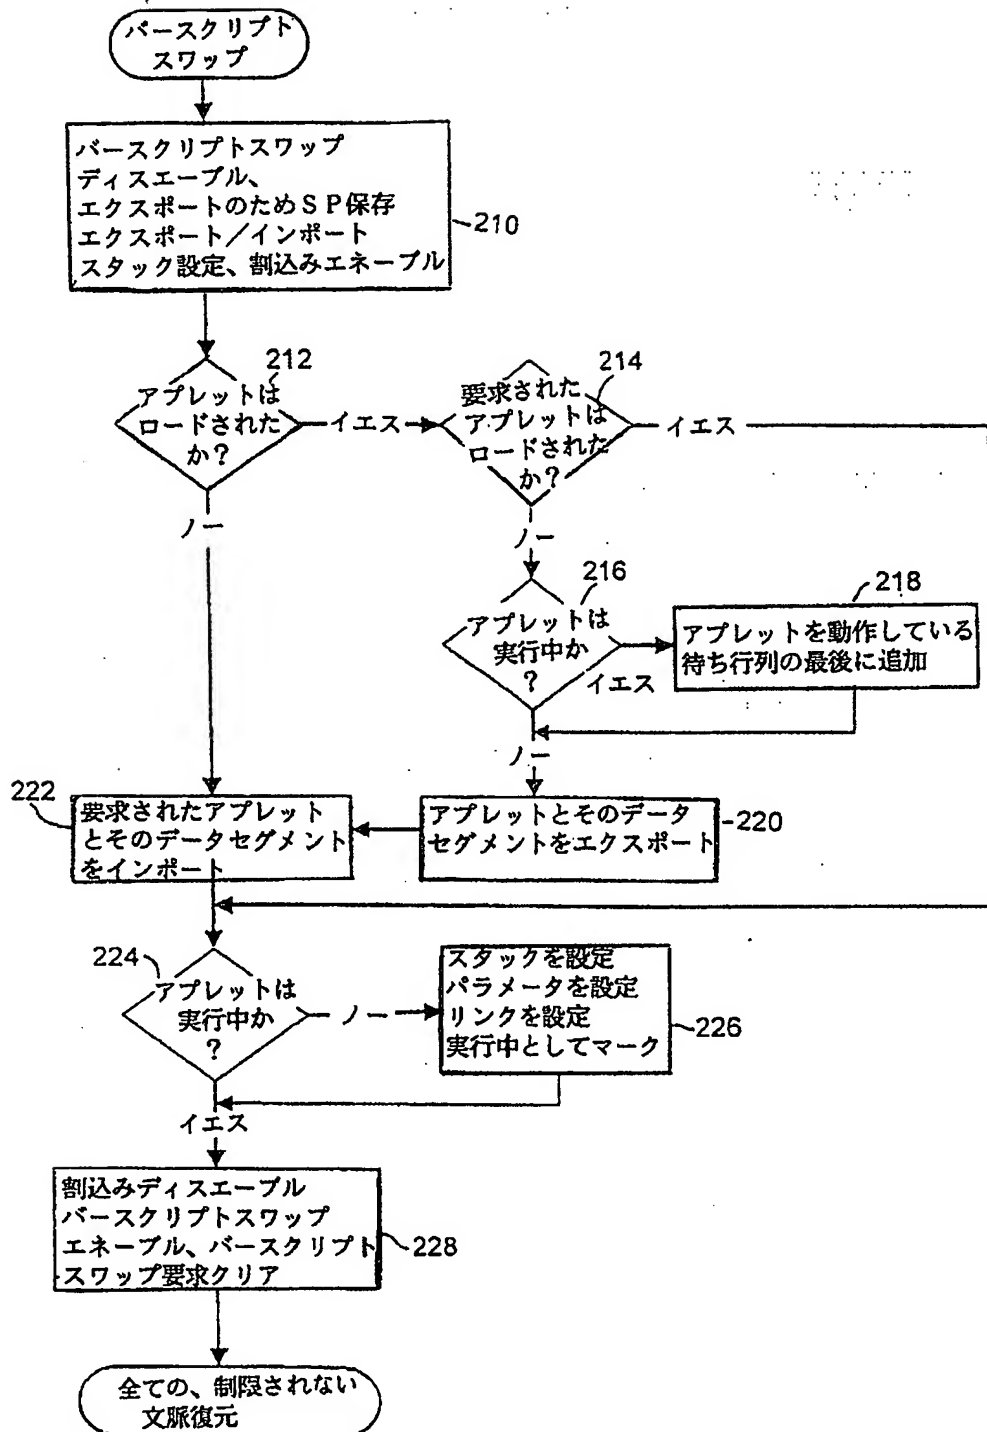 バースクリプト
スワップ
バースクリプトスワップ
ディスエーブル、
エクスポートのためSP保存
エクスポート／インポート
スタック設定、割込みエネーブル
210
212
アプレットは
ロードされた
か？
イエス
214
要求された
アプレットは
ロードされた
か？
イエス
ノー
ノー
216
アプレットは
実行中か
？
イエス
218
アプレットを動作している
待ち行列の最後に追加
ノー
222
要求されたアプレット
とそのデータセグメント
をインポート
アプレットとそのデータ
セグメントをエクスポート
220
224
アプレットは
実行中か
？
ノー
スタックを設定
パラメータを設定
リンクを設定
実行中としてマーク
226
イエス
割込みディスエーブル
バースクリプトスワップ
エネーブル、バースクリプト
スワップ要求クリア
228
全ての、制限されない
文脈復元